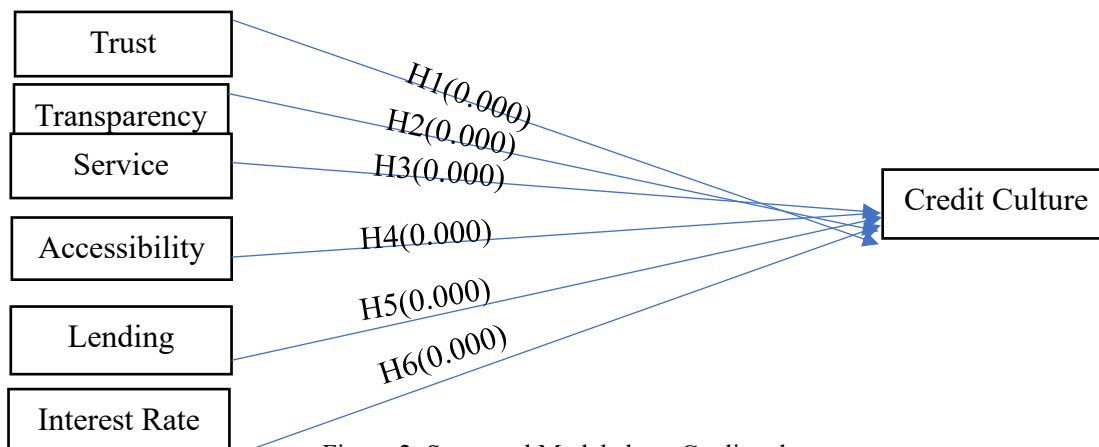 Trust
Transparency
Service
Accessibility
Lending
Interest Rate
H1(0.000)
H2(0.000)
H3(0.000)
H4(0.000)
H5(0.000)
H6(0.000)
Credit Culture